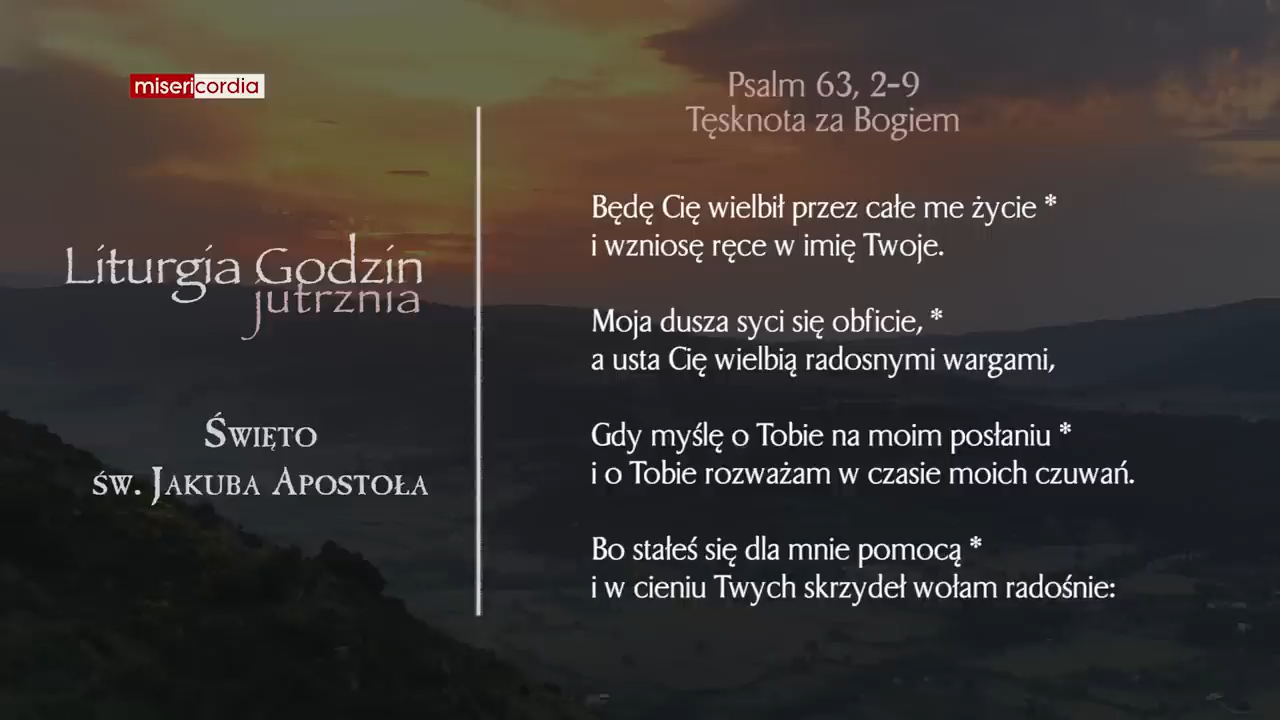 misericordia
Liturgia Godzin
jutrznia
Święto
św. Jakuba Apostoła
Psalm 63, 2-9
Tęsknota za Bogiem
Będę Cię wielbił przez całe me życie *
i wzniosę ręce w imię Twoje.
Moja dusza syci się obficie, *
a usta Cię wielbią radosnymi wargami,
Gdy myślę o Tobie na moim posłaniu *
i o Tobie rozważam w czasie moich czuwań.
Bo stałeś się dla mnie pomocą *
i w cieniu Twych skrzydeł wołam radośnie: